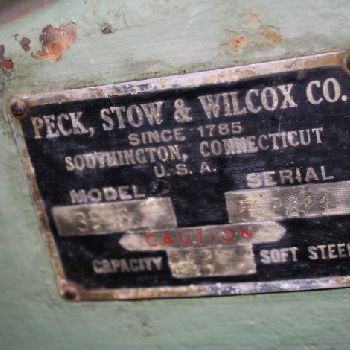 PECK, STOW & WILCOX CO.
SINCE 1785
SOUTHINGTON, CONNECTICUT
U.S.A.
MODEL SERIAL
CAUTION
CAPACITY SOFT STEEL